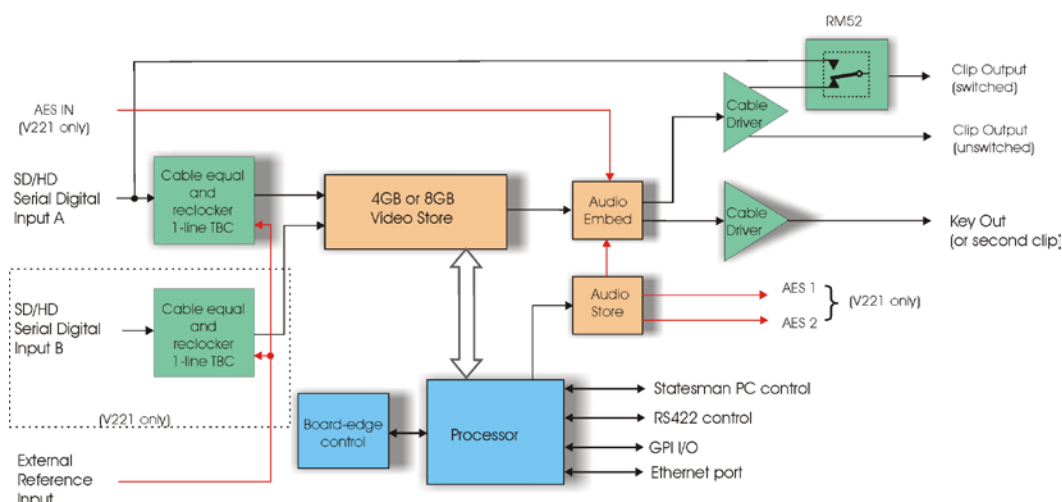 RM52
Clip Output
(switched)
AES IN
(V221 only)
Cable
Driver
Clip Output
(unswitched)
SD/HD
Serial Digital
Input A
Cable equal
and
reclocker
1-line TBC
4GB or 8GB
Video Store
Audio
Embed
Cable
Driver
Key Out
(or second clip)
SD/HD
Serial Digital
Input B
Cable equal
and
reclocker
1-line TBC
Audio
Store
AES 1
AES 2
(V221 only)
(V221 only)
Board-edge
control
Processor
Statesman PC control
RS422 control
GPI I/O
Ethernet port
External
Reference
Input